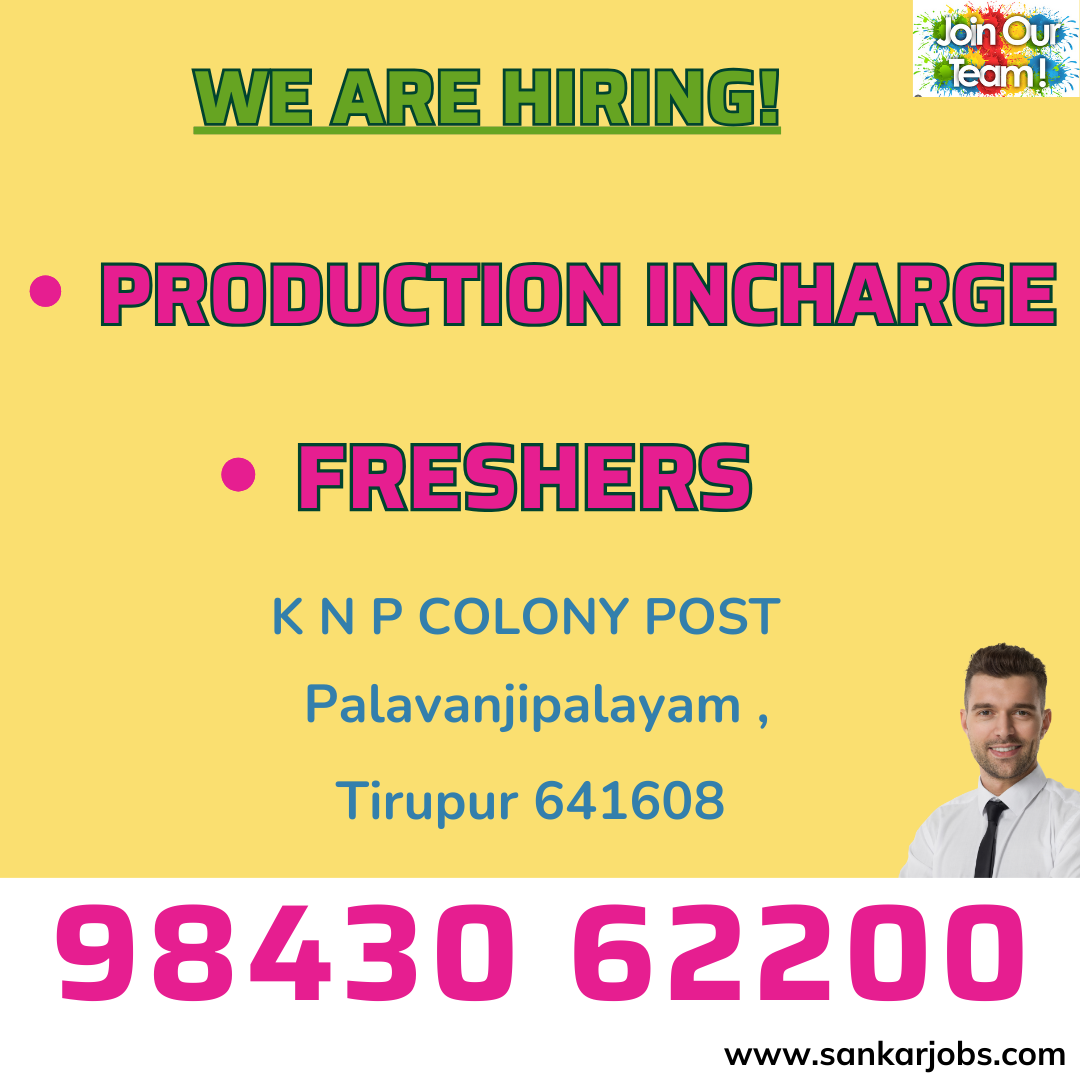 Join Our
Team !
WE ARE HIRING!
• PRODUCTION INCHARGE
• FRESHERS
K N P COLONY POST
Palavanjipalayam ,
Tirupur 641608
98430 62200
www.sankarjobs.com